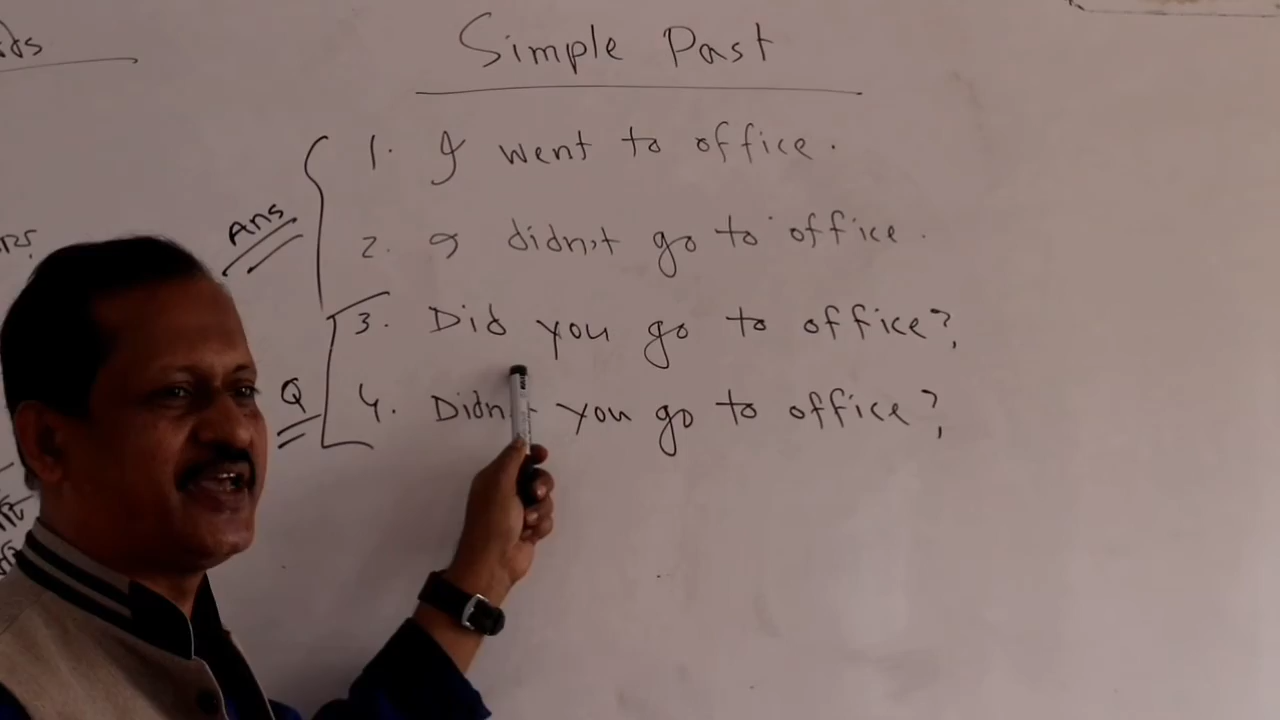 Simple Past
Ans
1. I went to office.
2. I didn't go to office.
Q
3. Did you go to office?
4. Didn't you go to office?